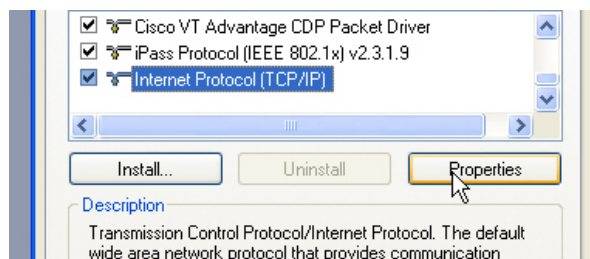 Cisco VT Advantage CDP Packet Driver
iPass Protocol (IEEE 802.1x) v2.3.1.9
Internet Protocol (TCP/IP)
Install... Uninstall Properties
Description
Transmission Control Protocol/Internet Protocol. The default
wide area network protocol that provides communication